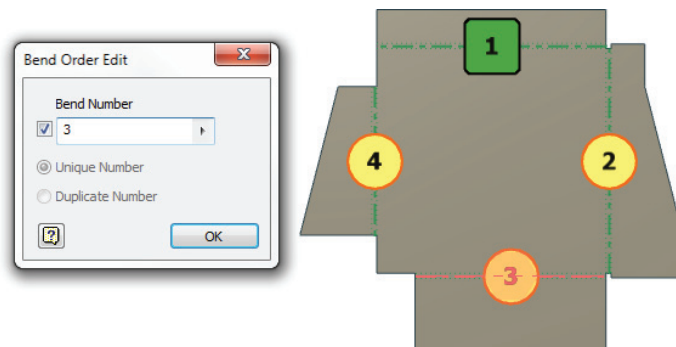 Bend Order Edit
Bend Number
3
Unique Number
Duplicate Number
OK
1
4
2
3